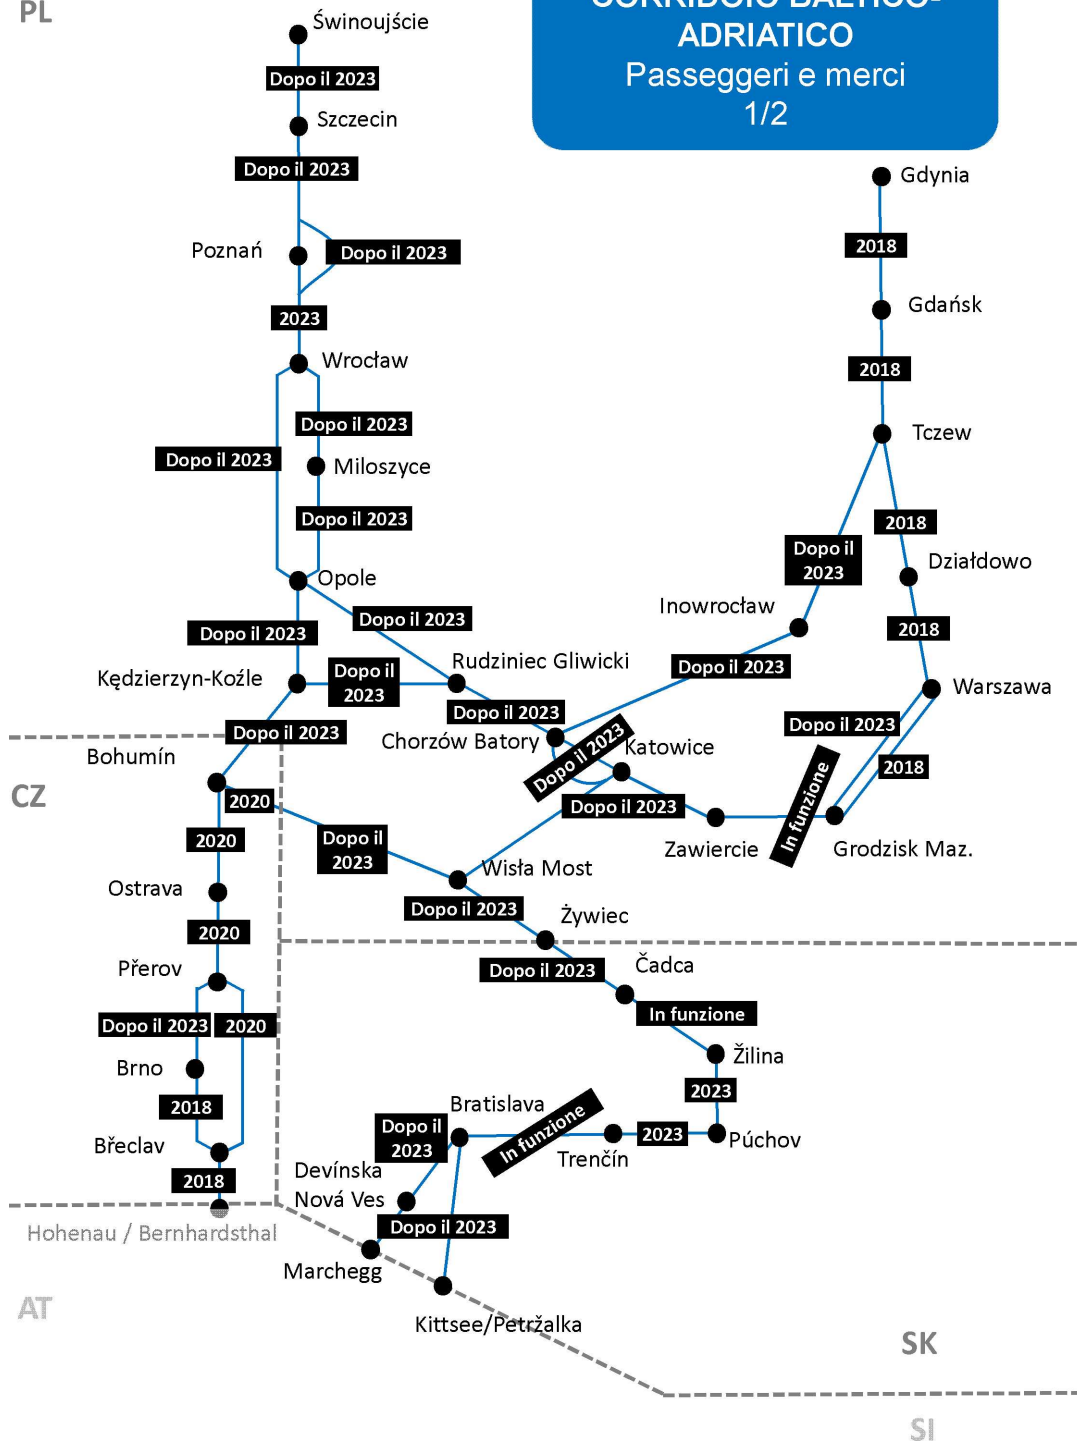 PL
CORRIDOIO BALTICO-
ADRIATICO
Passeggeri e merci
1/2
Świnoujście
Dopo il 2023
Szczecin
Dopo il 2023
Gdynia
Poznań
Dopo il 2023
2018
Gdańsk
2023
Wrocław
2018
Dopo il 2023
Tczew
Dopo il 2023
Miloszyce
Dopo il 2023
2018
Dopo il
2023
Działdowo
Opole
Inowrocław
Dopo il 2023
2018
Dopo il 2023
Rudziniec Gliwicki
Dopo il 2023
Kędzierzyn-Koźle
Dopo il
2023
Warszawa
Dopo il 2023
Dopo il 2023
Dopo il 2023
Chorzów Batory
Katowice
Dopo il 2023
Bohumín
2018
CZ
2020
Dopo il 2023
In funzione
2020
Dopo il
2023
Zawiercie
Grodzisk Maz.
Wisła Most
Ostrava
Dopo il 2023
Żywiec
2020
Přerov
Dopo il 2023
Čadca
In funzione
Dopo il 2023
2020
Žilina
Brno
2023
2018
Bratislava
Dopo il
2023
In funzione
2023
Púchov
Břeclav
Trenčín
Devínska
Nová Ves
2018
Dopo il 2023
Hohenau / Bernhardsthal
Marchegg
AT
Kittsee/Petržalka
SK
SI